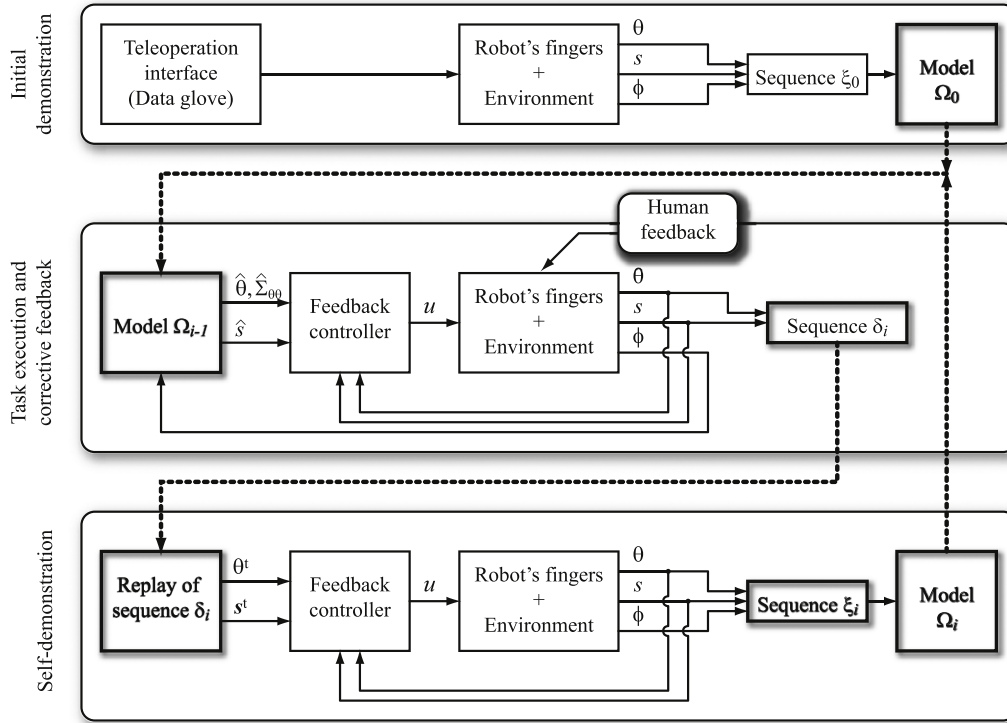 Initial
demonstration
Teleoperation
interface
(Data glove)
Robot's fingers
+
Environment
θ
s
ϕ
Sequence ξ₀
Model
Ω₀
Task execution and
corrective feedback
Human
feedback
Model Ωᵢ₋₁
θ̂, Σ̂θθ
ŝ
Feedback
controller
u
Robot's fingers
+
Environment
θ
s
ϕ
Sequence δᵢ
Self-demonstration
Replay of
sequence δᵢ
θᵗ
sᵗ
Feedback
controller
u
Robot's fingers
+
Environment
θ
s
ϕ
Sequence ξᵢ
Model
Ωᵢ